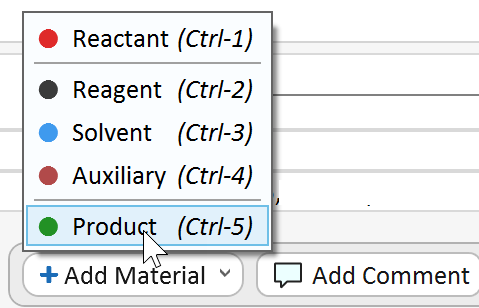 Reactant (Ctrl-1)
Reagent (Ctrl-2)
Solvent (Ctrl-3)
Auxiliary (Ctrl-4)
Product (Ctrl-5)
Add Material
Add Comment